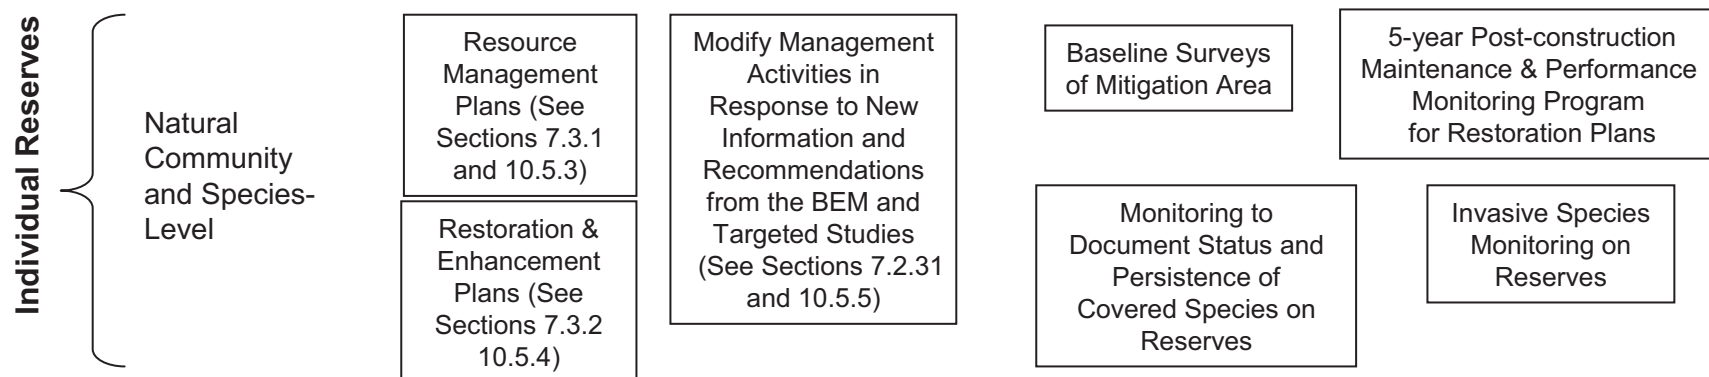 Individual Reserves
Natural
Community
and Species-
Level
Resource
Management
Plans (See
Sections 7.3.1
and 10.5.3)
Restoration &
Enhancement
Plans (See
Sections 7.3.2
10.5.4)
Modify Management
Activities in
Response to New
Information and
Recommendations
from the BEM and
Targeted Studies
(See Sections 7.2.31
and 10.5.5)
Baseline Surveys
of Mitigation Area
5-year Post-construction
Maintenance & Performance
Monitoring Program
for Restoration Plans
Monitoring to
Document Status and
Persistence of
Covered Species on
Reserves
Invasive Species
Monitoring on
Reserves